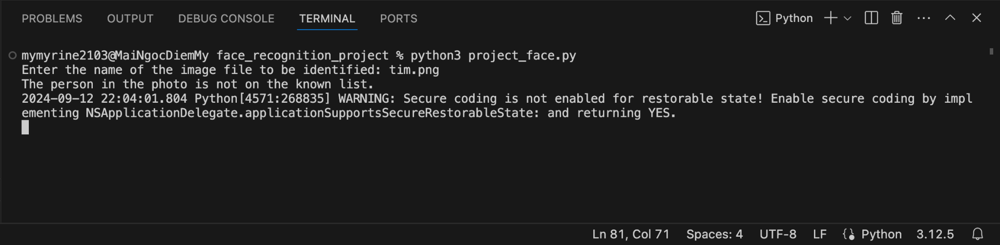 PROBLEMS OUTPUT DEBUG CONSOLE TERMINAL PORTS Python
mymyrine2103@MaiNgocDiemMy face_recognition_project % python3 project_face.py
Enter the name of the image file to be identified: tim.png
The person in the photo is not on the known list.
2024-09-12 22:04:01.804 Python[4571:268835] WARNING: Secure coding is not enabled for restorable state! Enable secure coding by impl
ementing NSApplicationDelegate.applicationSupportsSecureRestorableState: and returning YES.
Ln 81, Col 71 Spaces: 4 UTF-8 LF Python 3.12.5